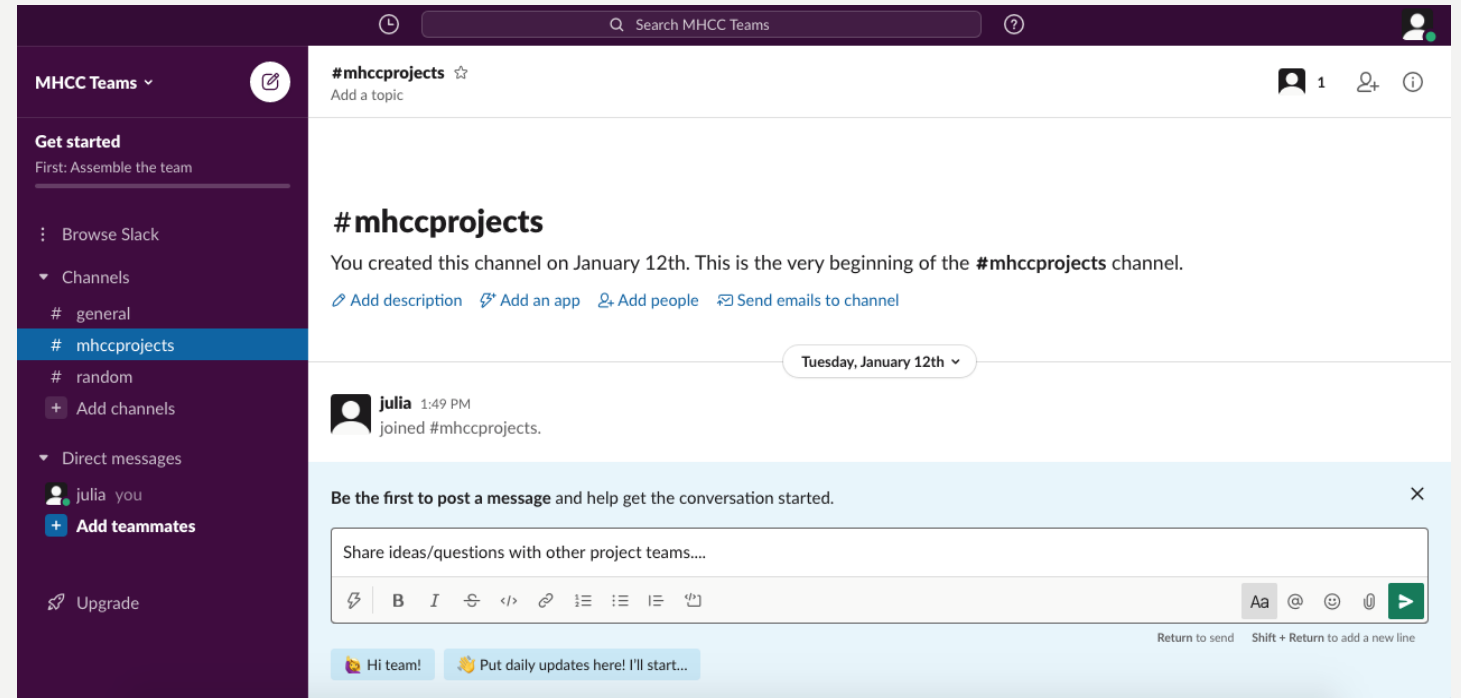 Search MHCC Teams
MHCC Teams
#mhccprojects
Add a topic
1
Get started
First: Assemble the team
Browse Slack
Channels
# general
# mhccprojects
# random
+ Add channels
Direct messages
julia you
+ Add teammates
Upgrade
#mhccprojects
You created this channel on January 12th. This is the very beginning of the #mhccprojects channel.
Add description Add an app Add people Send emails to channel
Tuesday, January 12th
julia 1:49 PM
joined #mhccprojects.
Be the first to post a message and help get the conversation started.
Share ideas/questions with other project teams....
B I S </> Aa @
Return to send Shift + Return to add a new line
Hi team! Put daily updates here! I'll start...